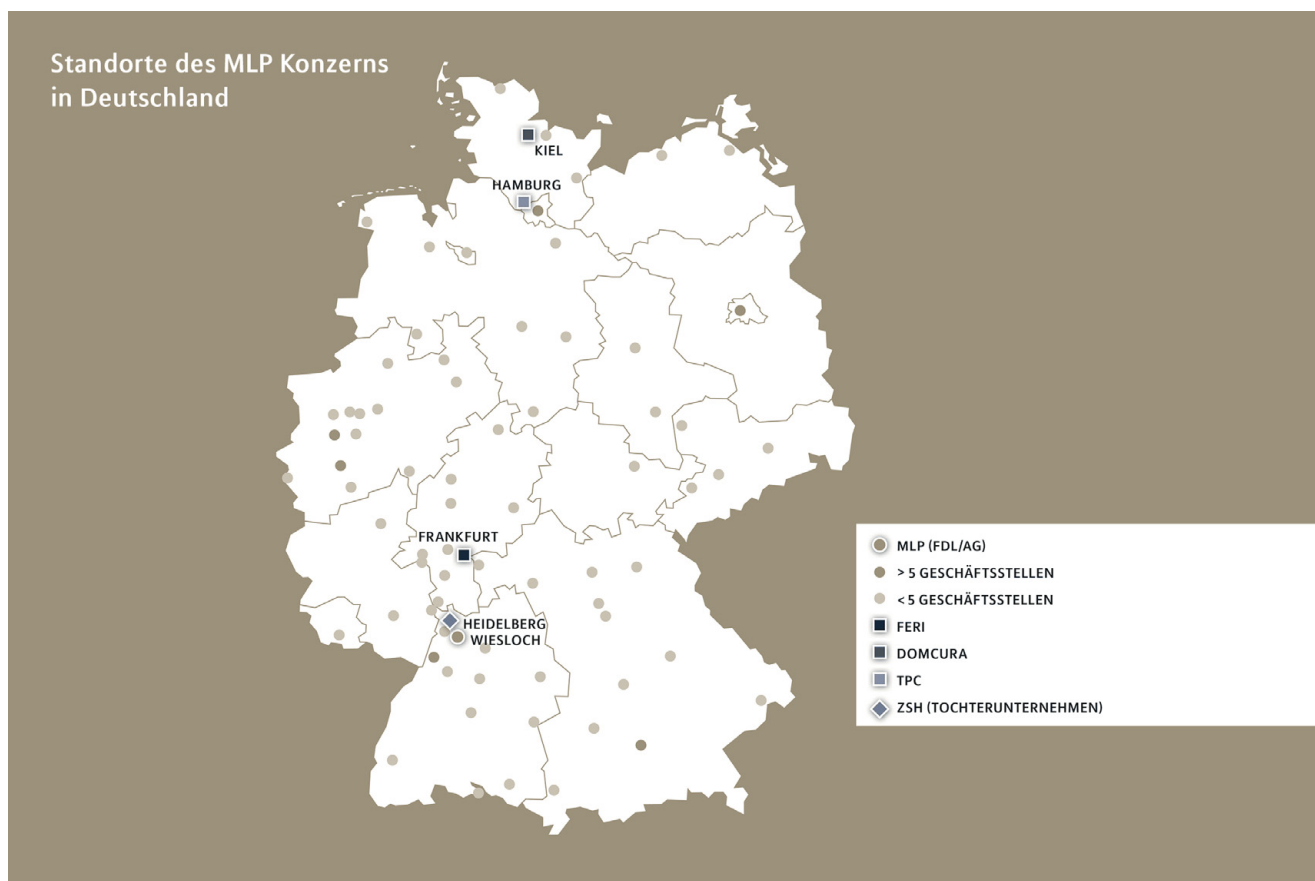 Standorte des MLP Konzerns
in Deutschland
KIEL
HAMBURG
FRANKFURT
HEIDELBERG
WIESLOCH
MLP (FDL/AG)
> 5 GESCHÄFTSSTELLEN
< 5 GESCHÄFTSSTELLEN
FERI
DOMCURA
TPC
ZSH (TOCHTERUNTERNEHMEN)